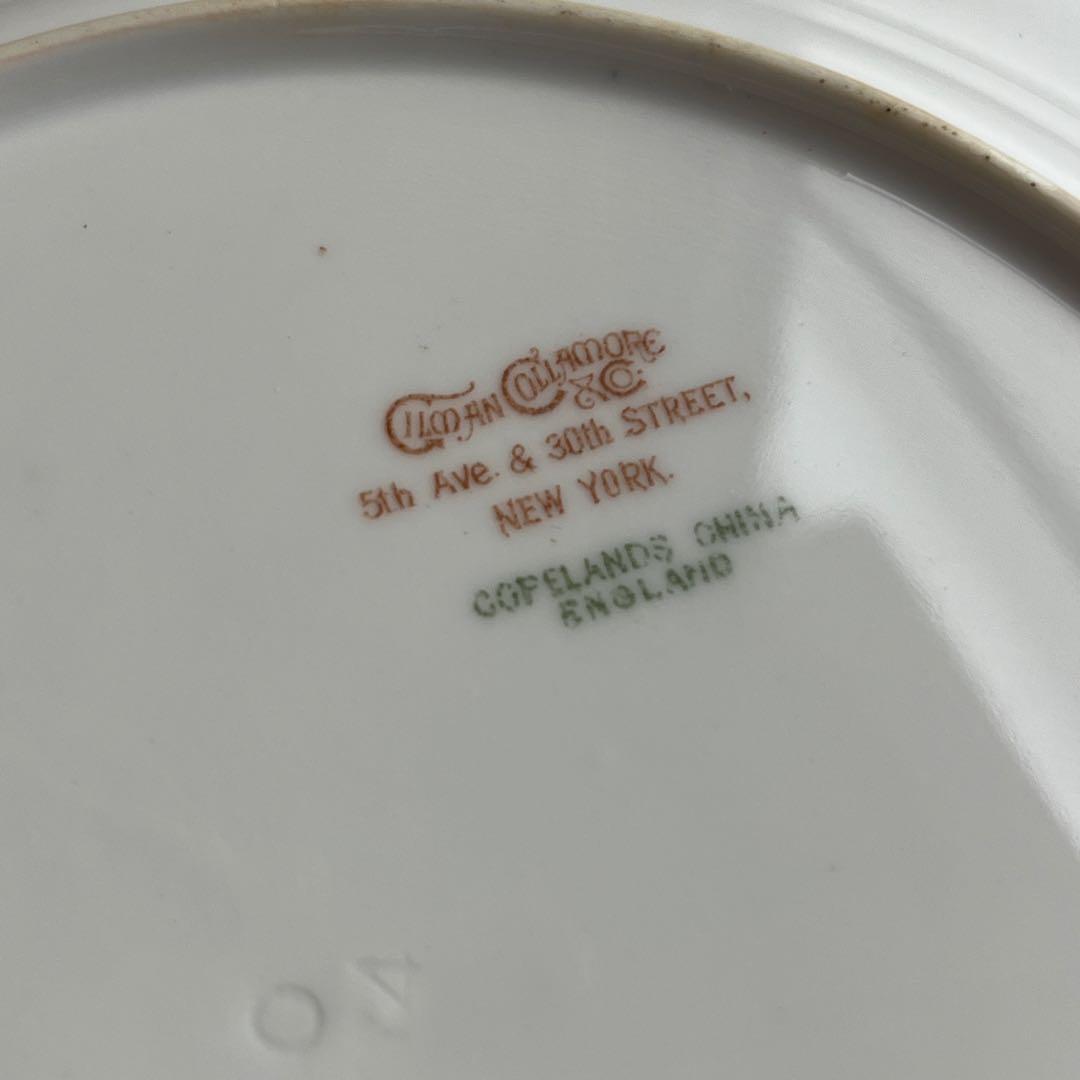 GILMAN COLLAMORE
& CO.
5th AVe. & 30th STREET,
NEW YORK.
COPELANDS CHINA
ENGLAND